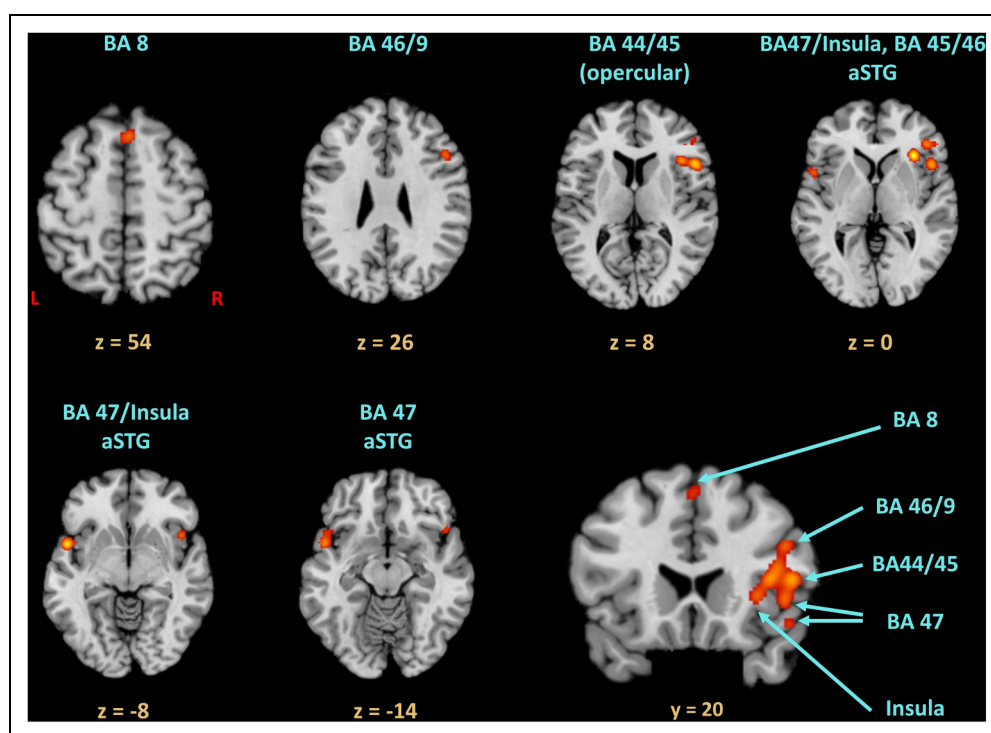 BA 8
BA 46/9
BA 44/45
(opercular)
BA47/Insula, BA 45/46
aSTG
L
R
z = 54
z = 26
z = 8
z = 0
BA 47/Insula
aSTG
BA 47
aSTG
BA 8
BA 46/9
BA44/45
BA 47
Insula
z = -8
z = -14
y = 20